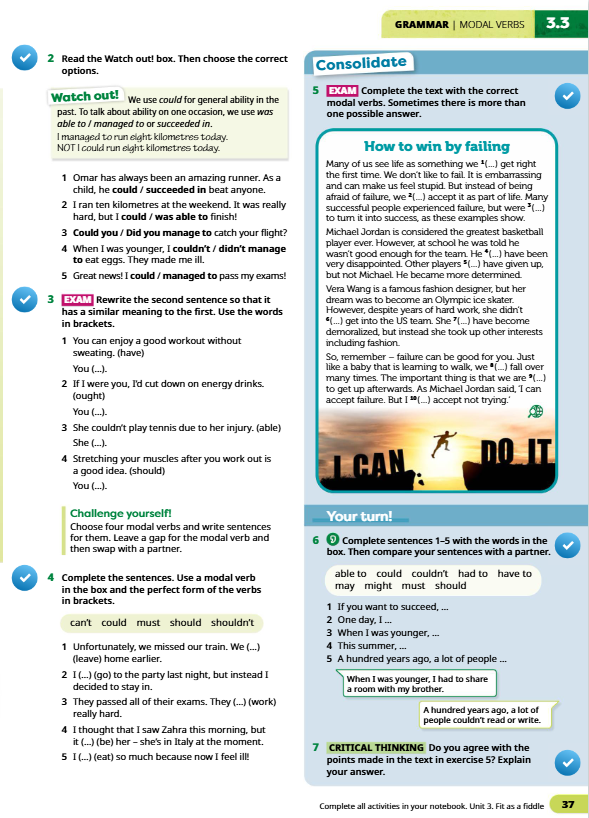 GRAMMAR | MODAL VERBS 3.3
2 Read the Watch out! box. Then choose the correct
options.
Watch out! We use could for general ability in the
past. To talk about ability on one occasion, we use was
able to / managed to or succeeded in.
I managed to run eight kilometres today.
NOT I could run eight kilometres today.
1 Omar has always been an amazing runner. As a
child, he could / succeeded in beat anyone.
2 I ran ten kilometres at the weekend. It was really
hard, but I could / was able to finish!
3 Could you / Did you manage to catch your flight?
4 When I was younger, I couldn't / didn't manage
to eat eggs. They made me ill.
5 Great news! I could / managed to pass my exams!
3 EXAM Rewrite the second sentence so that it
has a similar meaning to the first. Use the words
in brackets.
1 You can enjoy a good workout without
sweating. (have)
You (...).
2 If I were you, I'd cut down on energy drinks.
(ought)
You (...).
3 She couldn't play tennis due to her injury. (able)
She (...).
4 Stretching your muscles after you work out is
a good idea. (should)
You (...).
Challenge yourself!
Choose four modal verbs and write sentences
for them. Leave a gap for the modal verb and
then swap with a partner.
4 Complete the sentences. Use a modal verb
in the box and the perfect form of the verbs
in brackets.
can't could must should shouldn't
1 Unfortunately, we missed our train. We (...)
(leave) home earlier.
2 I (...) (go) to the party last night, but instead I
decided to stay in.
3 They passed all of their exams. They (...) (work)
really hard.
4 I thought that I saw Zahra this morning, but
it (...) (be) her – she's in Italy at the moment.
5 I (...) (eat) so much because now I feel ill!
Consolidate
5 EXAM Complete the text with the correct
modal verbs. Sometimes there is more than
one possible answer.
How to win by failing
Many of us see life as something we 1(...) get right
the first time. We don't like to fail. It is embarrassing
and can make us feel stupid. But instead of being
afraid of failure, we 2(...) accept it as part of life. Many
successful people experienced failure, but were 3(...)
to turn it into success, as these examples show.
Michael Jordan is considered the greatest basketball
player ever. However, at school he was told he
wasn't good enough for the team. He 4(...) have been
very disappointed. Other players 5(...) have given up,
but not Michael. He became more determined.
Vera Wang is a famous fashion designer, but her
dream was to become an Olympic ice skater.
However, despite years of hard work, she didn't
6(...) get into the US team. She 7(...) have become
demoralized, but instead she took up other interests
including fashion.
So, remember – failure can be good for you. Just
like a baby that is learning to walk, we 8(...) fall over
many times. The important thing is that we are 9(...)
to get up afterwards. As Michael Jordan said, 'I can
accept failure. But I 10(...) accept not trying.'
I CAN DO IT
Your turn!
6 Complete sentences 1–5 with the words in the
box. Then compare your sentences with a partner.
able to could couldn't had to have to
may might must should
1 If you want to succeed, ...
2 One day, I ...
3 When I was younger, ...
4 This summer, ...
5 A hundred years ago, a lot of people ...
When I was younger, I had to share
a room with my brother.
A hundred years ago, a lot of
people couldn't read or write.
7 CRITICAL THINKING Do you agree with the
points made in the text in exercise 5? Explain
your answer.
Complete all activities in your notebook. Unit 3. Fit as a fiddle 37